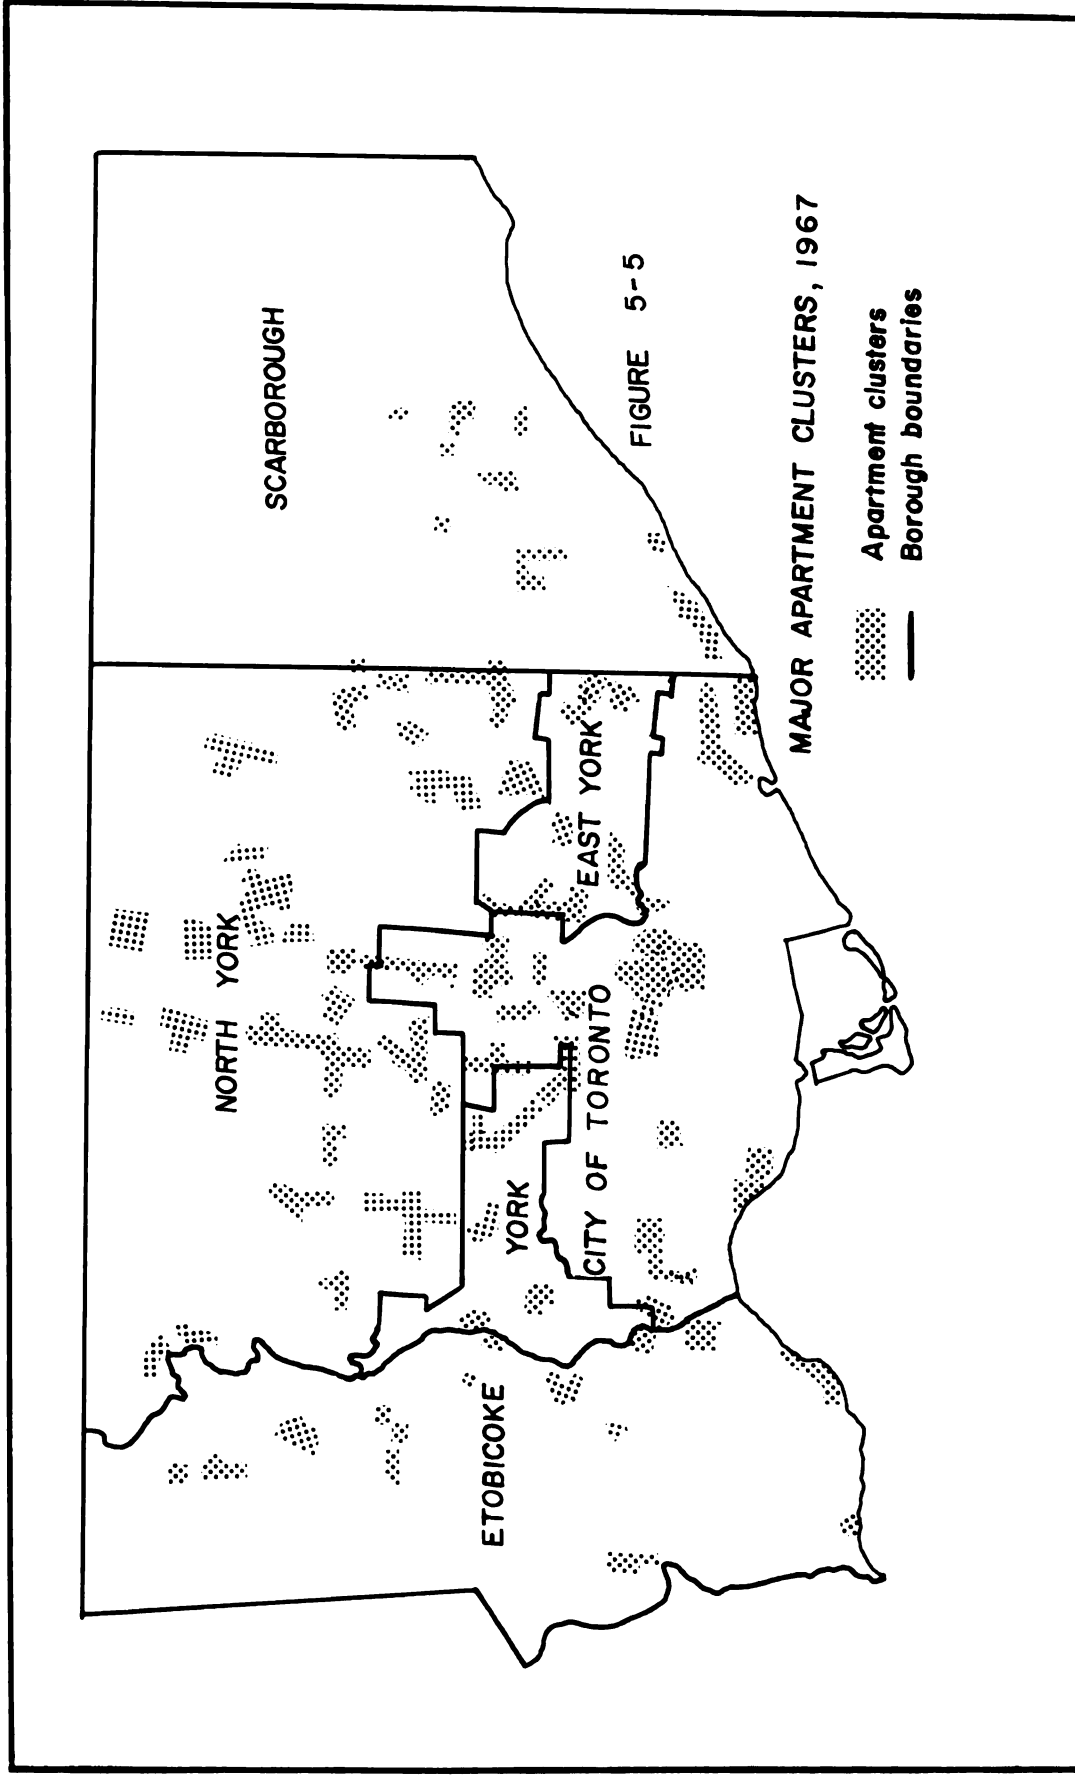 SCARBOROUGH
NORTH YORK
EAST YORK
YORK
CITY OF TORONTO
ETOBICOKE
FIGURE 5-5
MAJOR APARTMENT CLUSTERS, 1967
Apartment clusters
Borough boundaries